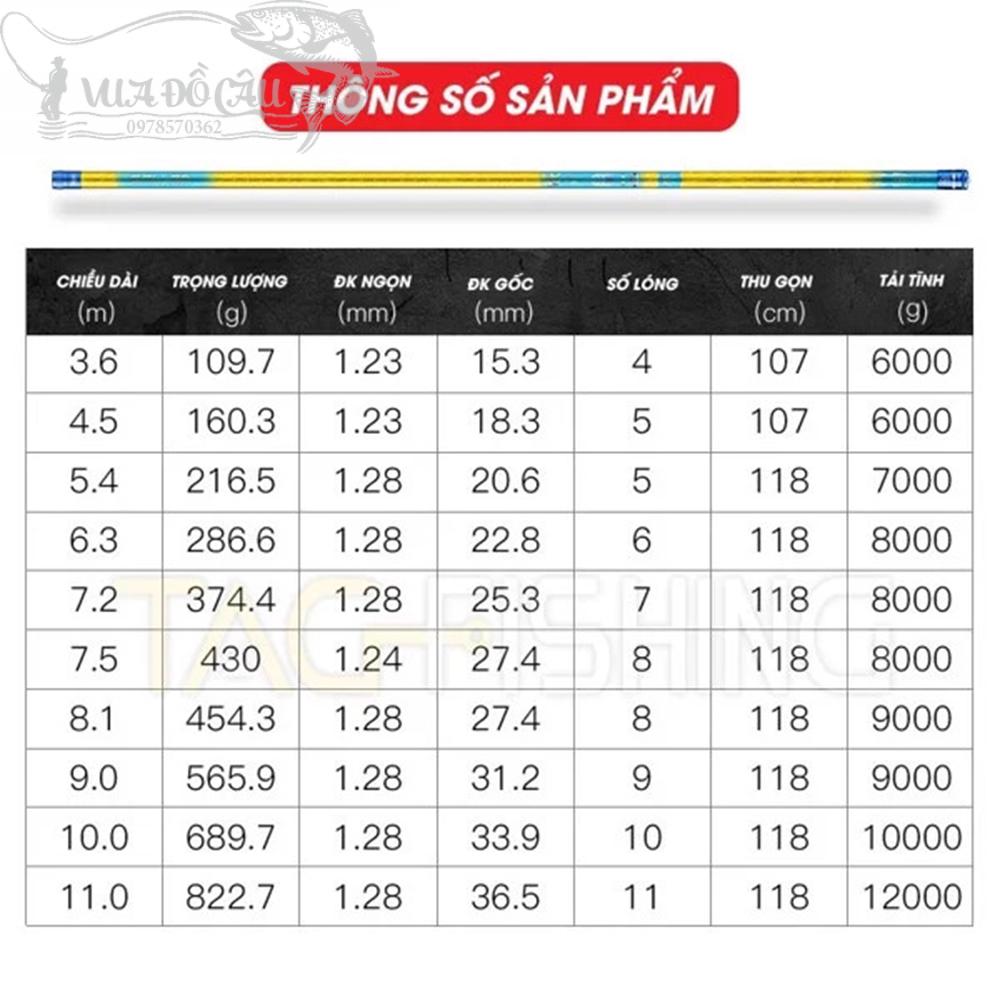 VUA ĐỒ CÂU
0978570362
THÔNG SỐ SẢN PHẨM
CHIỀU DÀI (m) TRỌNG LƯỢNG (g) ĐK NGỌN (mm) ĐK GỐC (mm) SỐ LÓNG THU GỌN (cm) TẢI TĨNH (g)
3.6 109.7 1.23 15.3 4 107 6000
4.5 160.3 1.23 18.3 5 107 6000
5.4 216.5 1.28 20.6 5 118 7000
6.3 286.6 1.28 22.8 6 118 8000
7.2 374.4 1.28 25.3 7 118 8000
7.5 430 1.24 27.4 8 118 8000
8.1 454.3 1.28 27.4 8 118 9000
9.0 565.9 1.28 31.2 9 118 9000
10.0 689.7 1.28 33.9 10 118 10000
11.0 822.7 1.28 36.5 11 118 12000
TAC FISHING